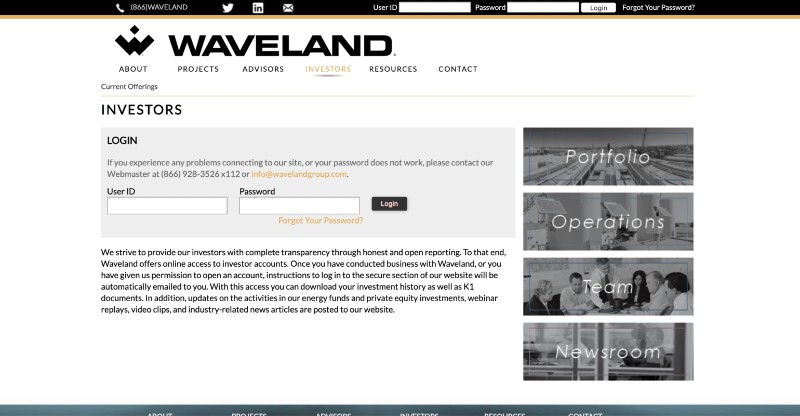 (866)WAVELAND
User ID
Password
Login
Forgot Your Password?
WAVELAND
ABOUT PROJECTS ADVISORS INVESTORS RESOURCES CONTACT
Current Offerings
INVESTORS
LOGIN
If you experience any problems connecting to our site, or your password does not work, please contact our
Webmaster at (866) 928-3526 x112 or info@wavelandgroup.com.
User ID Password
Login
Forgot Your Password?
We strive to provide our investors with complete transparency through honest and open reporting. To that end,
Waveland offers online access to investor accounts. Once you have conducted business with Waveland, or you
have given us permission to open an account, instructions to log in to the secure section of our website will be
automatically emailed to you. With this access you can download your investment history as well as K1
documents. In addition, updates on the activities in our energy funds and private equity investments, webinar
replays, video clips, and industry-related news articles are posted to our website.
Portfolio
Operations
Team
Newsroom
ABOUT PROJECTS ADVISORS INVESTORS RESOURCES CONTACT